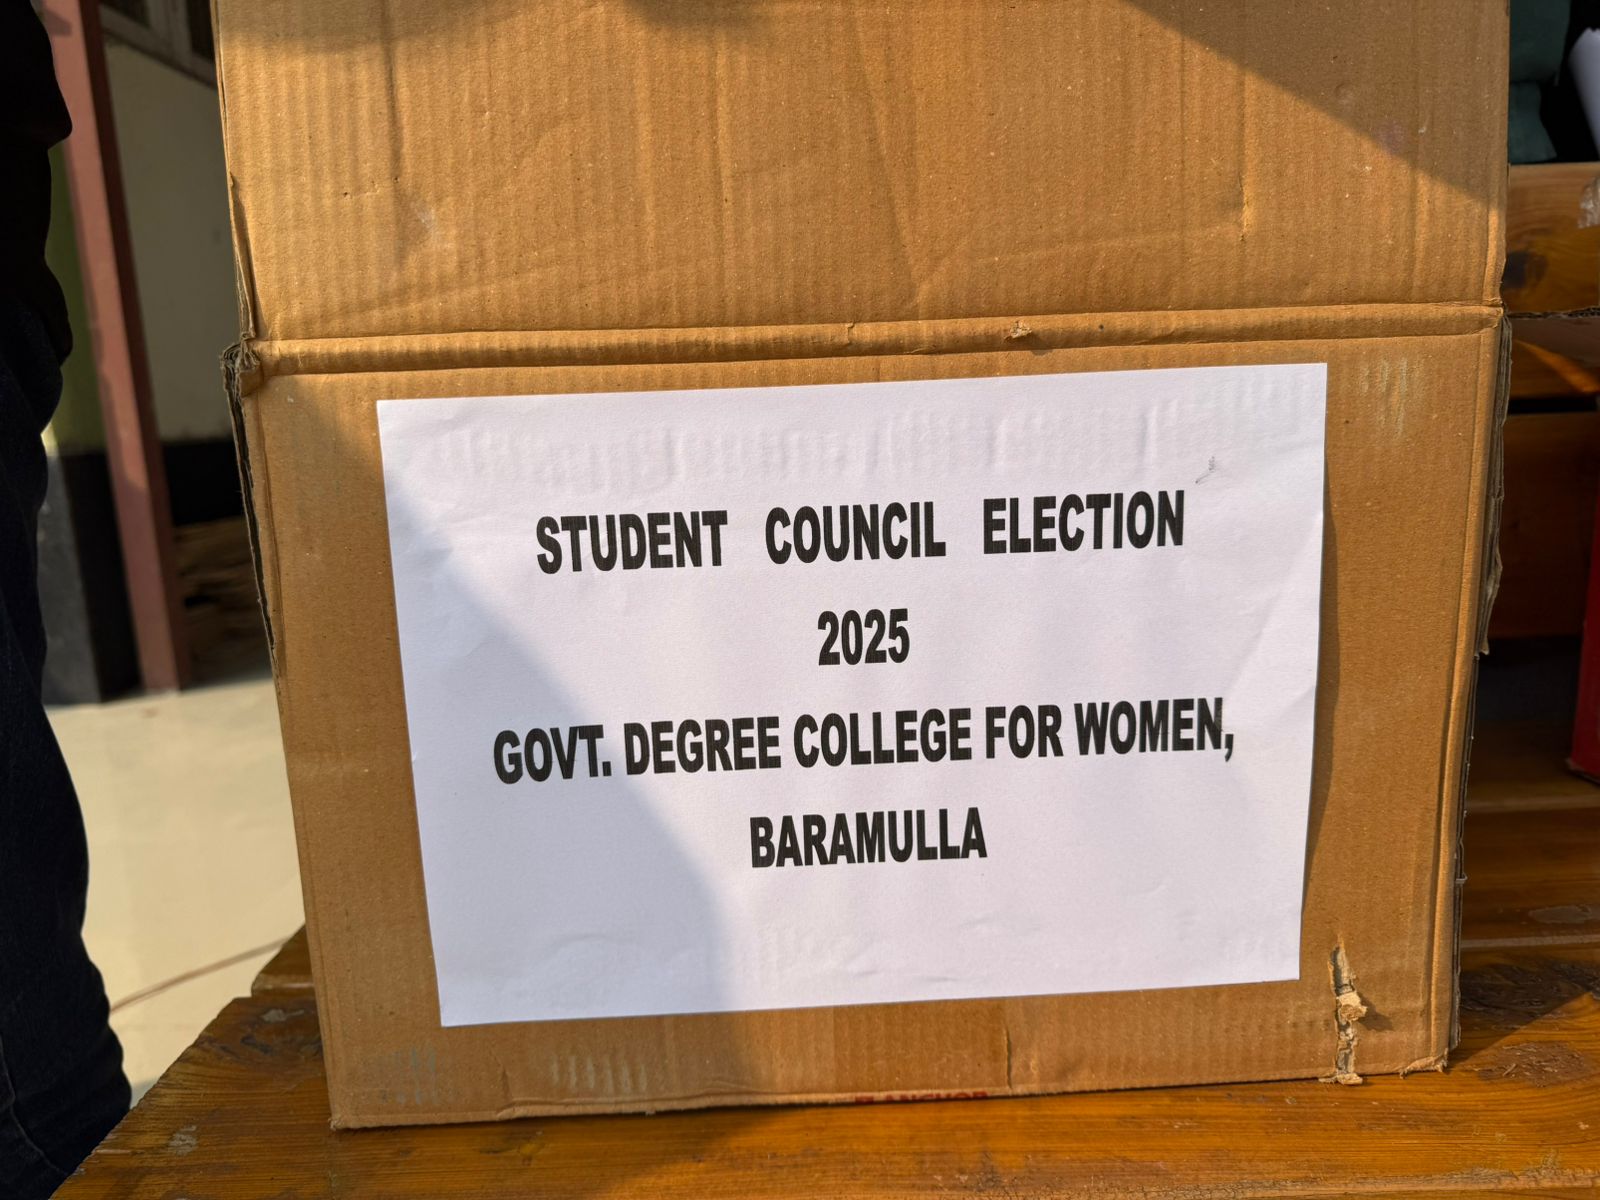 STUDENT COUNCIL ELECTION
2025
GOVT. DEGREE COLLEGE FOR WOMEN,
BARAMULLA